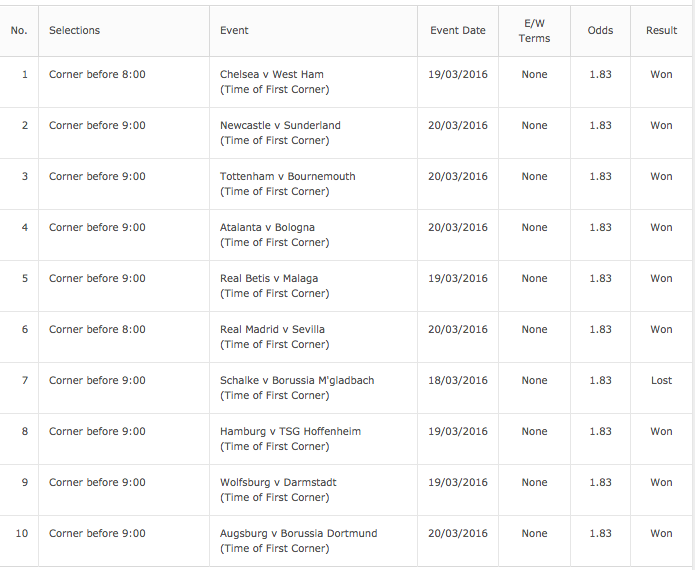 No. Selections Event Event Date E/W Terms Odds Result
1 Corner before 8:00 Chelsea v West Ham 19/03/2016 None 1.83 Won
(Time of First Corner)
2 Corner before 9:00 Newcastle v Sunderland 20/03/2016 None 1.83 Won
(Time of First Corner)
3 Corner before 9:00 Tottenham v Bournemouth 20/03/2016 None 1.83 Won
(Time of First Corner)
4 Corner before 9:00 Atalanta v Bologna 20/03/2016 None 1.83 Won
(Time of First Corner)
5 Corner before 9:00 Real Betis v Malaga 19/03/2016 None 1.83 Won
(Time of First Corner)
6 Corner before 8:00 Real Madrid v Sevilla 20/03/2016 None 1.83 Won
(Time of First Corner)
7 Corner before 9:00 Schalke v Borussia M'gladbach 18/03/2016 None 1.83 Lost
(Time of First Corner)
8 Corner before 9:00 Hamburg v TSG Hoffenheim 19/03/2016 None 1.83 Won
(Time of First Corner)
9 Corner before 9:00 Wolfsburg v Darmstadt 19/03/2016 None 1.83 Won
(Time of First Corner)
10 Corner before 9:00 Augsburg v Borussia Dortmund 20/03/2016 None 1.83 Won
(Time of First Corner)